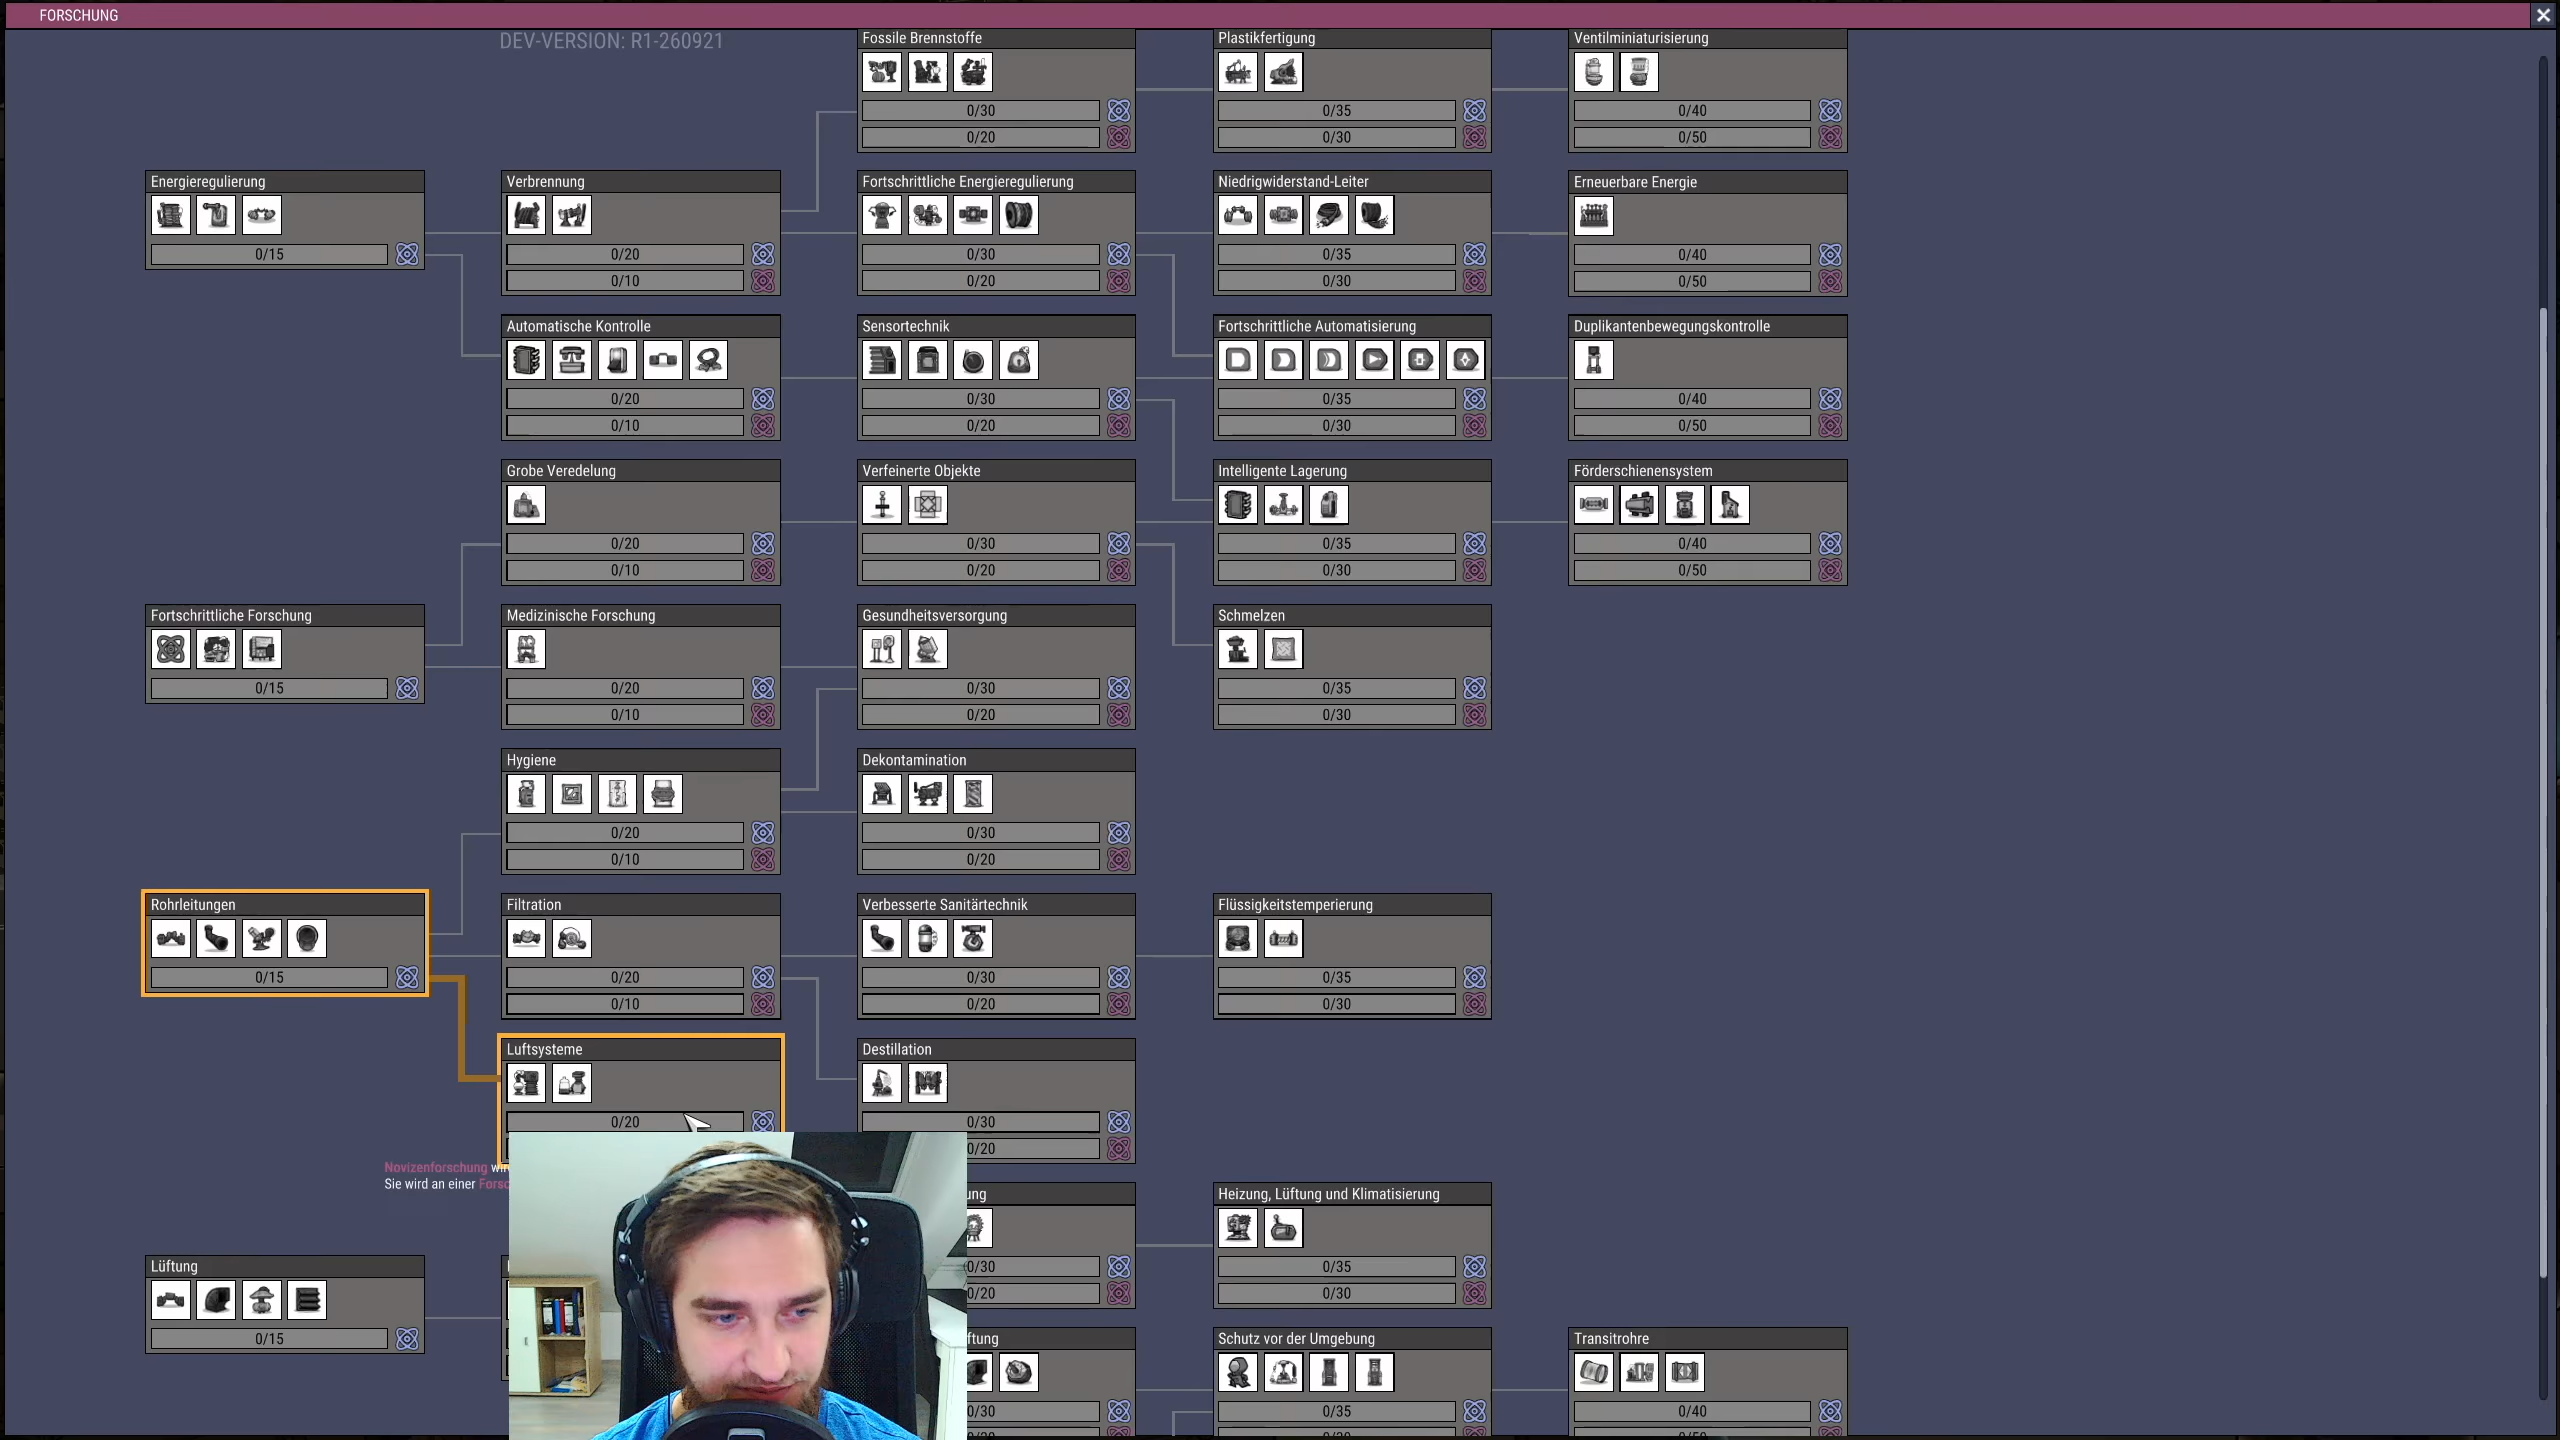 FORSCHUNG
DEV-VERSION: R1-260921
Fossile Brennstoffe
0/30
0/20
Plastikfertigung
0/35
0/30
Ventilminiaturisierung
0/40
0/50
Energieregulierung
0/15
Verbrennung
0/20
0/10
Fortschrittliche Energieregulierung
0/30
0/20
Niedrigwiderstand-Leiter
0/35
0/30
Erneuerbare Energie
0/40
0/50
Automatische Kontrolle
0/20
0/10
Sensortechnik
0/30
0/20
Fortschrittliche Automatisierung
0/35
0/30
Duplikantenbewegungskontrolle
0/40
0/50
Grobe Veredelung
0/20
0/10
Verfeinerte Objekte
0/30
0/20
Intelligente Lagerung
0/35
0/30
Förderschienensystem
0/40
0/50
Fortschrittliche Forschung
0/15
Medizinische Forschung
0/20
0/10
Gesundheitsversorgung
0/30
0/20
Schmelzen
0/35
0/30
Hygiene
0/20
0/10
Dekontamination
0/30
0/20
Rohrleitungen
0/15
Filtration
0/20
0/10
Verbesserte Sanitärtechnik
0/30
0/20
Flüssigkeitstemperierung
0/35
0/30
Luftsysteme
0/20
Destillation
0/30
0/20
Novizenforschung wir
Sie wird an einer Forsc
ung
0/30
0/20
Heizung, Lüftung und Klimatisierung
0/35
0/30
Lüftung
0/15
ftung
0/30
Schutz vor der Umgebung
0/35
Transitrohre
0/40